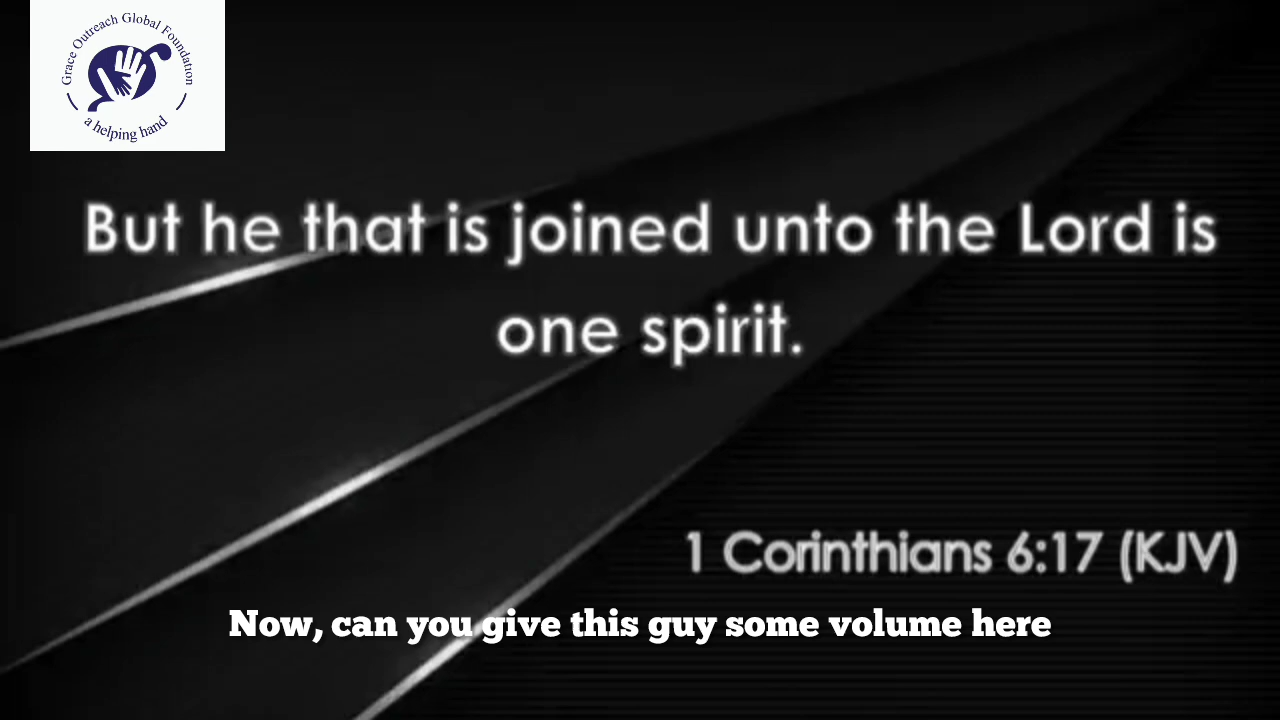 Grace Outreach Global Foundation
a helping hand
But he that is joined unto the Lord is
one spirit.
1 Corinthians 6:17 (KJV)
Now, can you give this guy some volume here